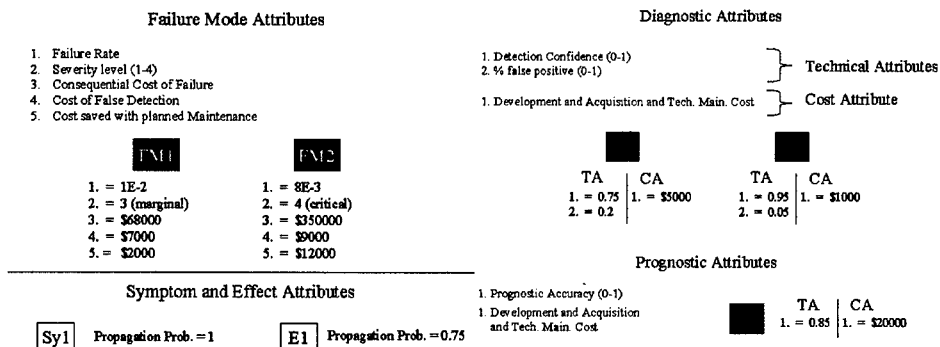 Failure Mode Attributes
1. Failure Rate
2. Severity level (1-4)
3. Consequential Cost of Failure
4. Cost of False Detection
5. Cost saved with planned Maintenance
FM1
1. = 1E-2
2. = 3 (marginal)
3. = $68000
4. = $7000
5. = $2000
FM2
1. = 8E-3
2. = 4 (critical)
3. = $350000
4. = $9000
5. = $12000
Symptom and Effect Attributes
Sy1 Propagation Prob. = 1
E1 Propagation Prob. = 0.75
Diagnostic Attributes
1. Detection Confidence (0-1)
2. % false positive (0-1)
Technical Attributes
1. Development and Acquistion and Tech. Main. Cost
Cost Attribute
TA CA
1. = 0.75 1. = $5000
2. = 0.2
TA CA
1. = 0.95 1. = $1000
2. = 0.05
Prognostic Attributes
1. Prognostic Accuracy (0-1)
1. Development and Acquisition
and Tech. Main. Cost
TA CA
1. = 0.85 1. = $20000